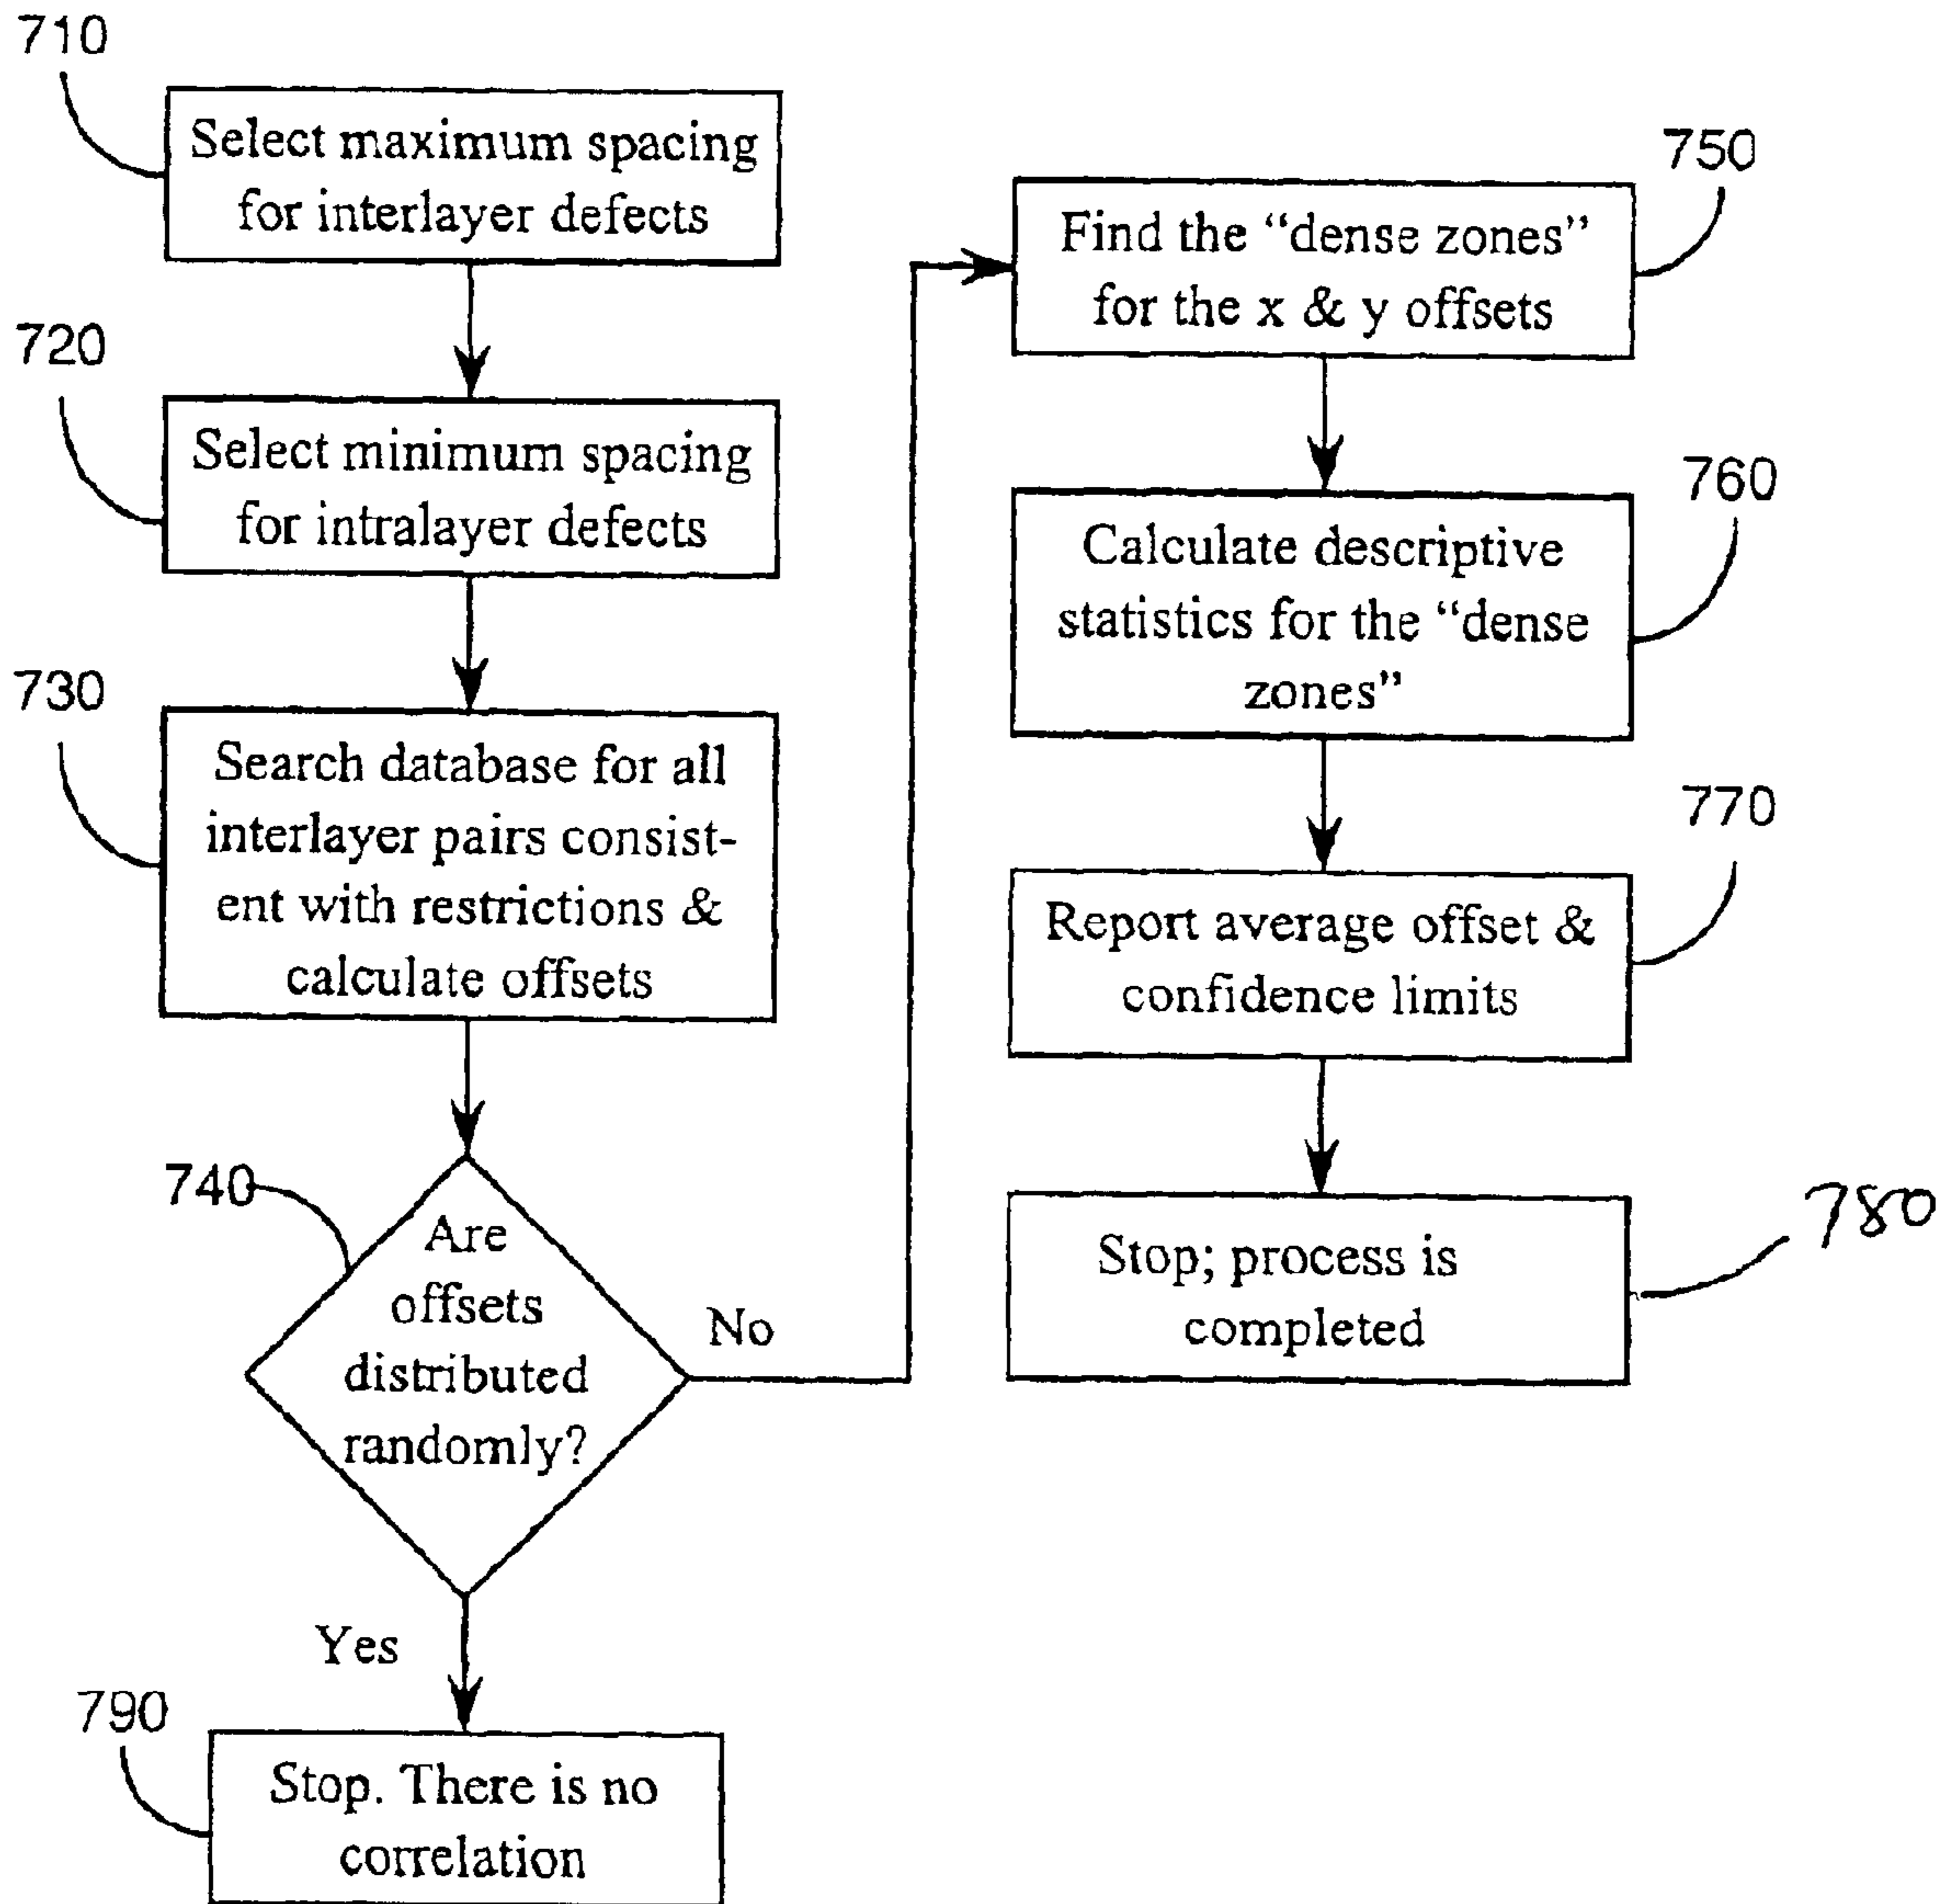 710
Select maximum spacing
for interlayer defects
720
Select minimum spacing
for intralayer defects
730
Search database for all
interlayer pairs consist-
ent with restrictions &
calculate offsets
740
Are
offsets
distributed
randomly?
No
Yes
790
Stop. There is no
correlation
750
Find the “dense zones”
for the x & y offsets
760
Calculate descriptive
statistics for the “dense
zones”
770
Report average offset &
confidence limits
780
Stop; process is
completed